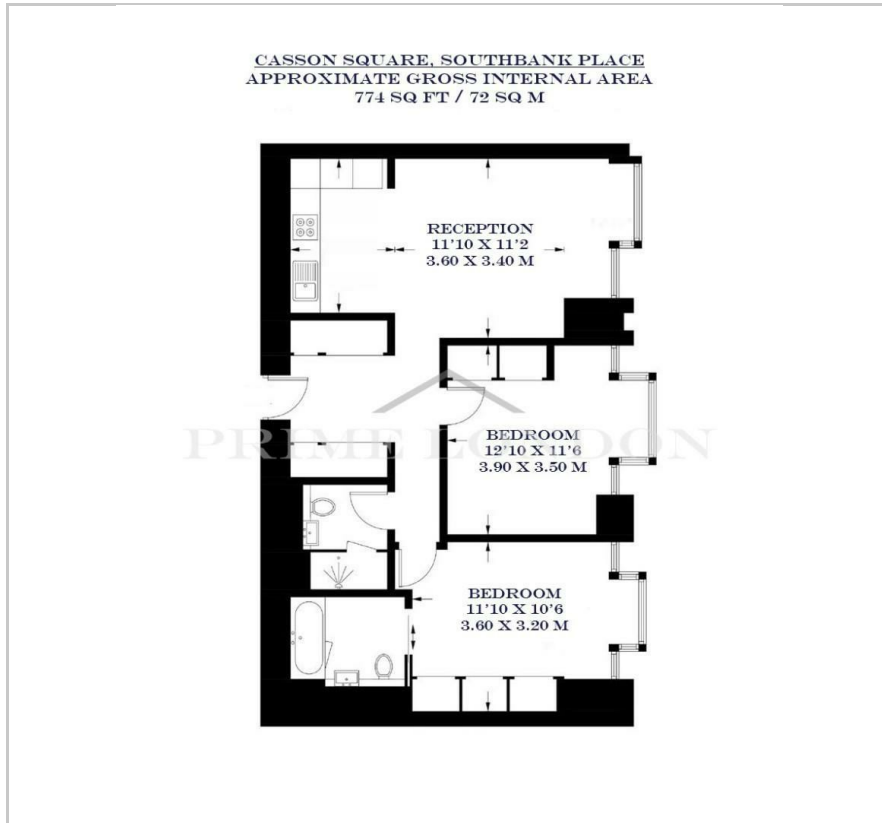 CASSON SQUARE, SOUTHBANK PLACE
APPROXIMATE GROSS INTERNAL AREA
774 SQ FT / 72 SQ M
RECEPTION
11'10 X 11'2
3.60 X 3.40 M
PRIME LONDON
BEDROOM
12'10 X 11'6
3.90 X 3.50 M
BEDROOM
11'10 X 10'6
3.60 X 3.20 M